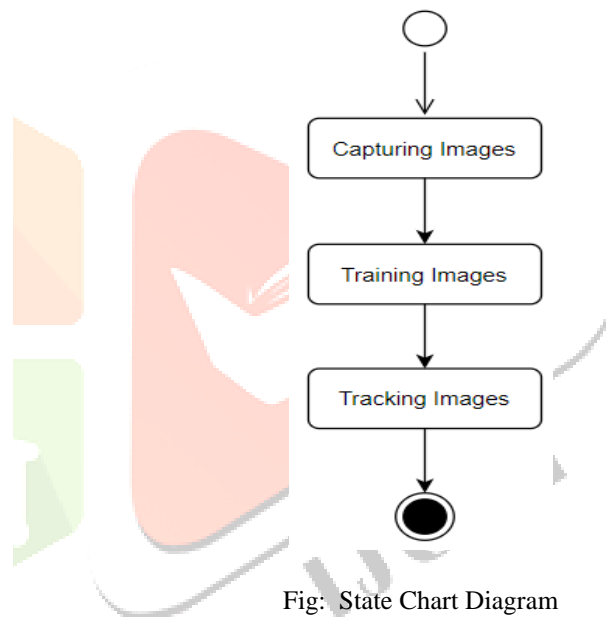 Capturing Images
Training Images
Tracking Images
Fig: State Chart Diagram